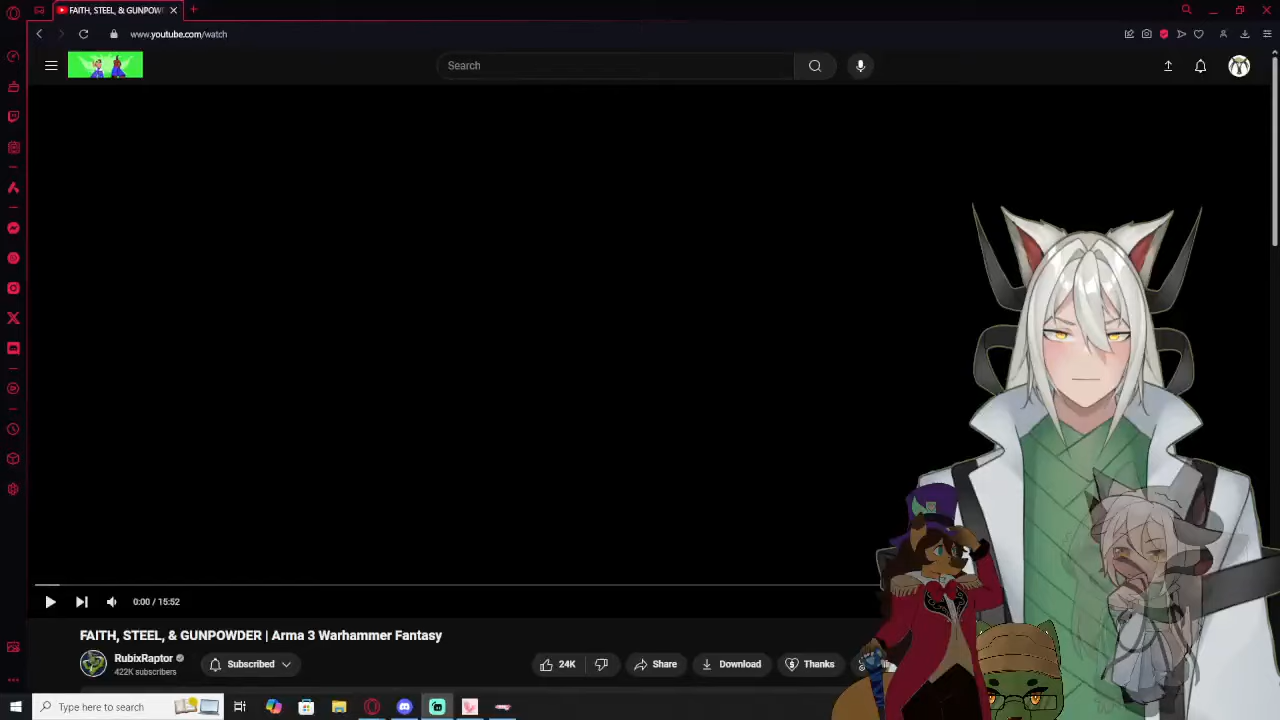 FAITH, STEEL, & GUNPOW
www.youtube.com/watch
Search
0:00 / 15:52
FAITH, STEEL, & GUNPOWDER | Arma 3 Warhammer Fantasy
RubixRaptor
422K subscribers
Subscribed
24K
Share
Download
Thanks
Type here to search